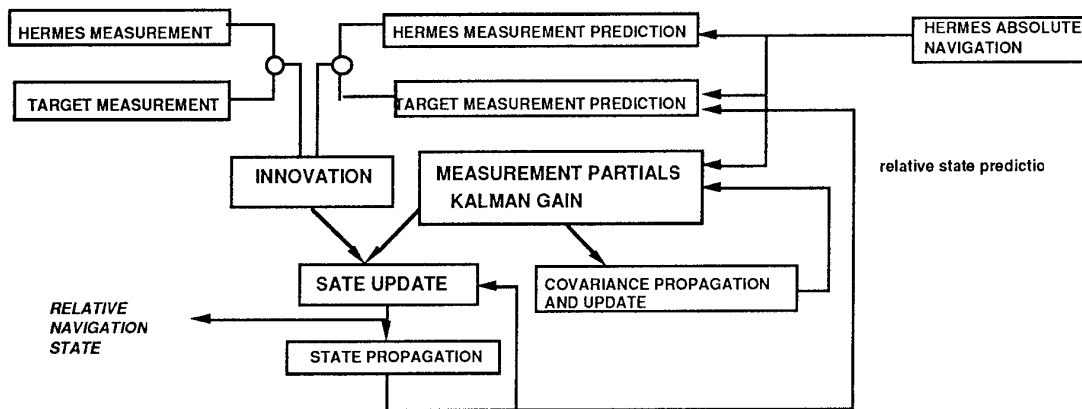 HERMES MEASUREMENT
HERMES MEASUREMENT PREDICTION
HERMES ABSOLUTE
NAVIGATION
TARGET MEASUREMENT
TARGET MEASUREMENT PREDICTION
INNOVATION
MEASUREMENT PARTIALS
KALMAN GAIN
relative state predictio
SATE UPDATE
COVARIANCE PROPAGATION
AND UPDATE
RELATIVE
NAVIGATION
STATE
STATE PROPAGATION